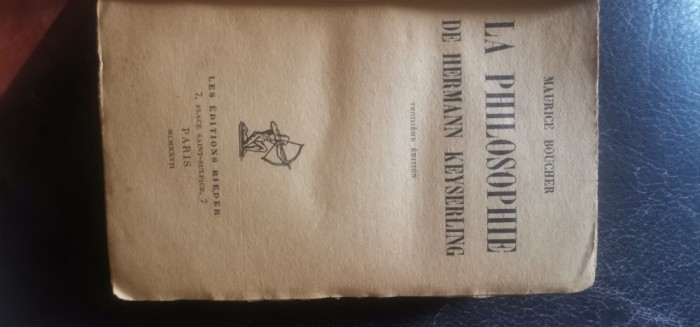 MAURICE BOUCHER
LA PHILOSOPHIE
DE HERMANN KEYSERLING
TROISIÈME ÉDITION
LES ÉDITIONS RIEDER
7, PLACE SAINT-SULPICE, 7
PARIS
MCMXXVII